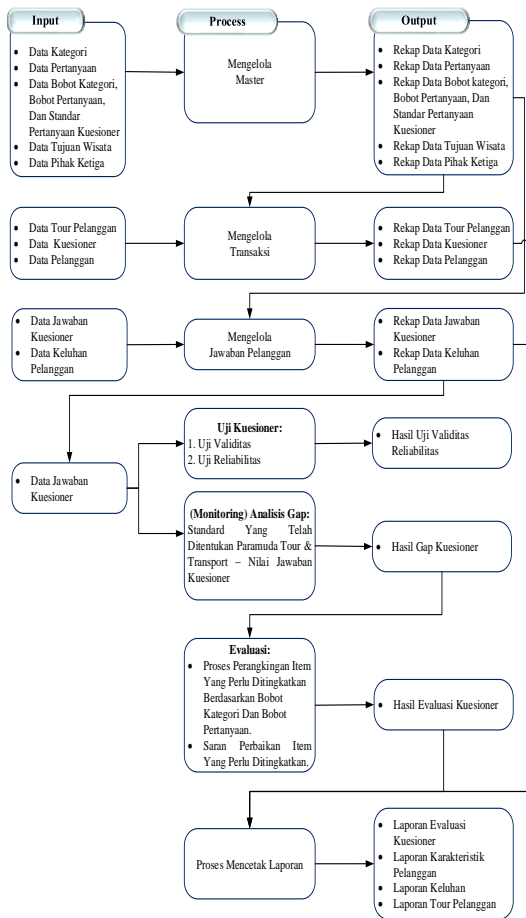 Input
Process
Output
Data Kategori
Data Pertanyaan
Data Bobot Kategori,
Bobot Pertanyaan,
Dan Standar
Pertanyaan Kuesioner
Data Tujuan Wisata
Data Pihak Ketiga
Mengelola
Master
Rekap Data Kategori
Rekap Data Pertanyaan
Rekap Data Bobot kategori,
Bobot Pertanyaan, Dan
Standar Pertanyaan
Kuesioner
Rekap Data Tujuan Wisata
Rekap Data Pihak Ketiga
Data Tour Pelanggan
Data Kuesioner
Data Pelanggan
Mengelola
Transaksi
Rekap Data Tour Pelanggan
Rekap Data Kuesioner
Rekap Data Pelanggan
Data Jawaban
Kuesioner
Data Keluhan
Pelanggan
Mengelola
Jawaban Pelanggan
Rekap Data Jawaban
Kuesioner
Rekap Data Keluhan
Pelanggan
Data Jawaban
Kuesioner
Uji Kuesioner:
1. Uji Validitas
2. Uji Reliabilitas
Hasil Uji Validitas
Reliabilitas
(Monitoring) Analisis Gap:
Standard Yang Telah
Ditentukan Paramuda Tour &
Transport – Nilai Jawaban
Kuesioner
Hasil Gap Kuesioner
Evaluasi:
Proses Perangkingan Item
Yang Perlu Ditingkatkan
Berdasarkan Bobot
Kategori Dan Bobot
Pertanyaan.
Saran Perbaikan Item
Yang Perlu Ditingkatkan.
Hasil Evaluasi Kuesioner
Proses Mencetak Laporan
Laporan Evaluasi
Kuesioner
Laporan Karakteristik
Pelanggan
Laporan Keluhan
Laporan Tour Pelanggan